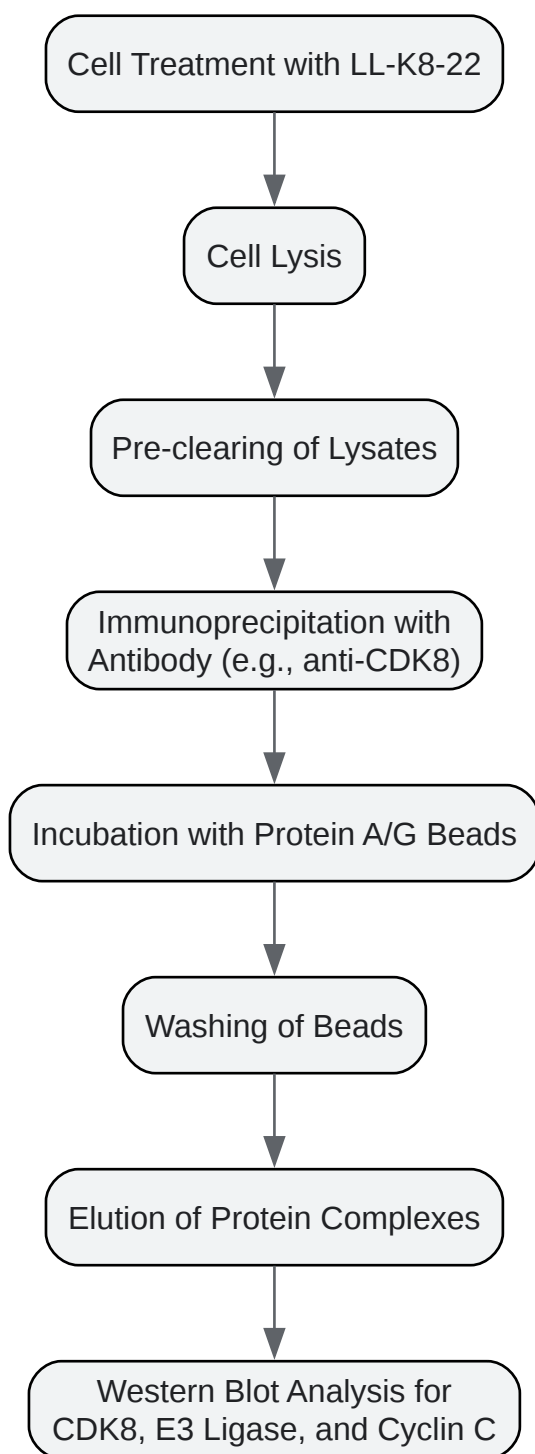 Cell Treatment with LL-K8-22
Cell Lysis
Pre-clearing of Lysates
Immunoprecipitation with
Antibody (e.g., anti-CDK8)
Incubation with Protein A/G Beads
Washing of Beads
Elution of Protein Complexes
Western Blot Analysis for
CDK8, E3 Ligase, and Cyclin C